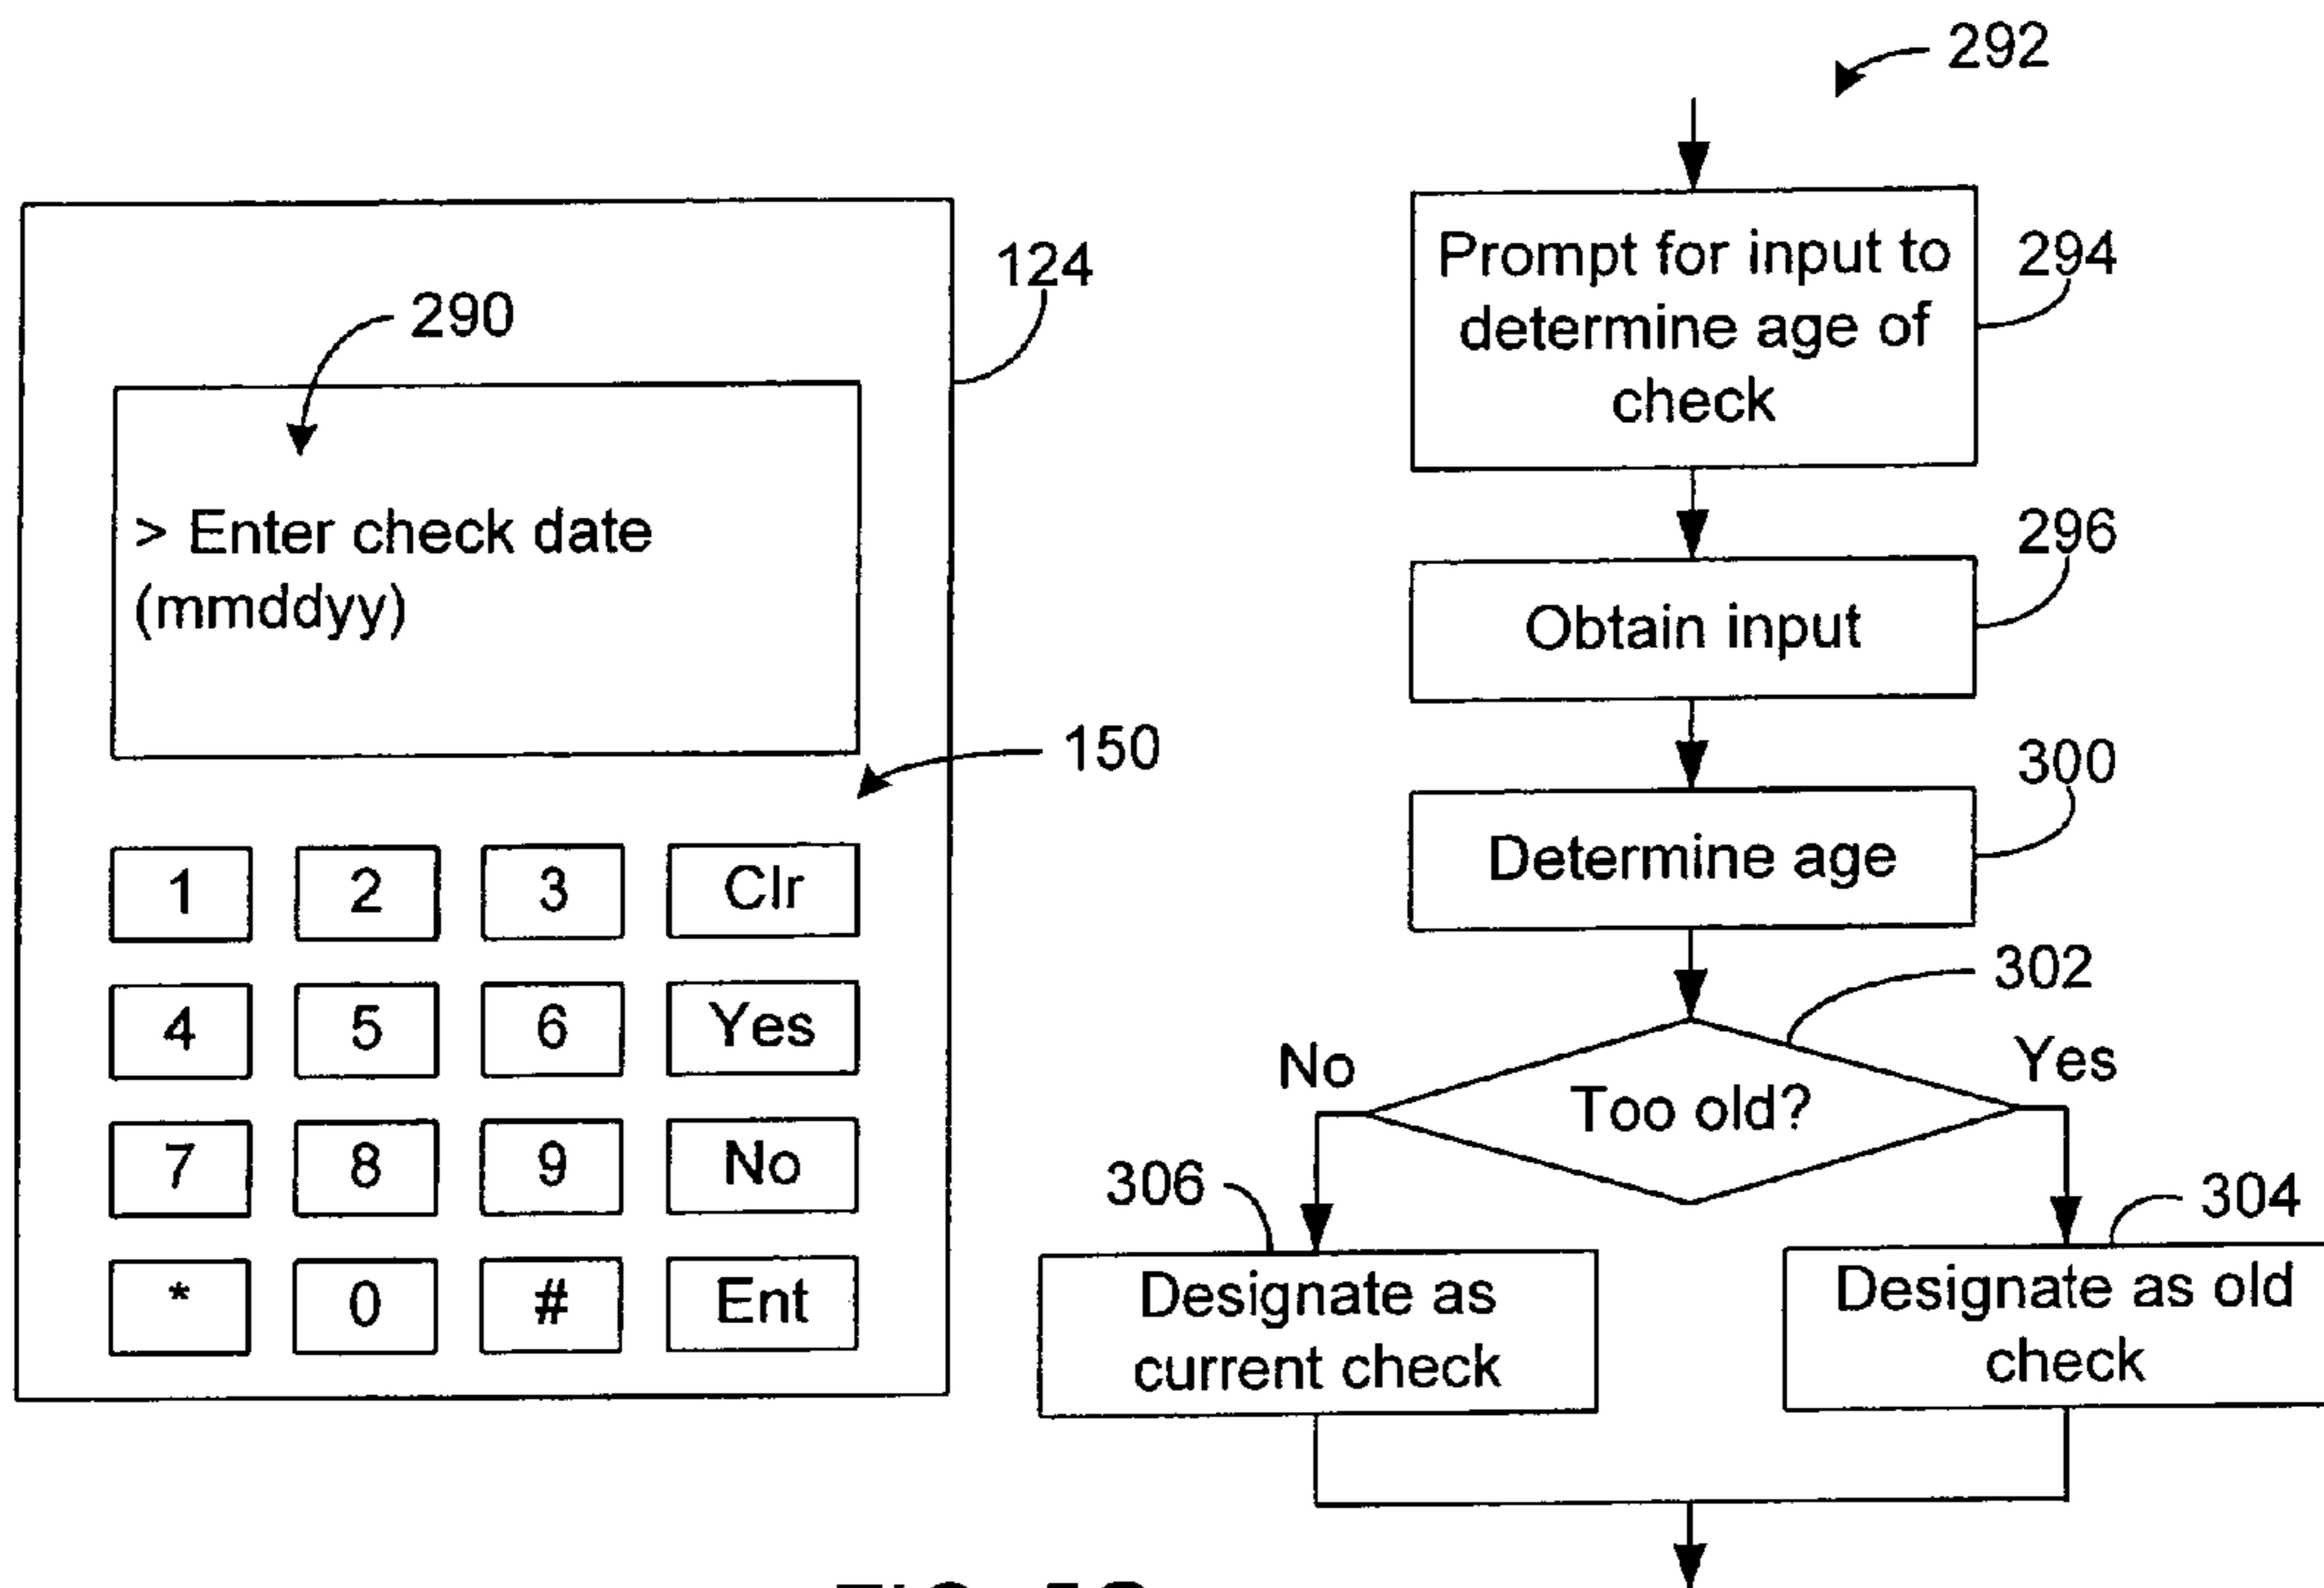 292
Prompt for input to
determine age of
check
294
124
290
> Enter check date
(mmddyy)
296
Obtain input
150
300
Determine age
1 2 3 Clr
4 5 6 Yes
7 8 9 No
* 0 # Ent
302
No
Yes
Too old?
306
304
Designate as
current check
Designate as old
check